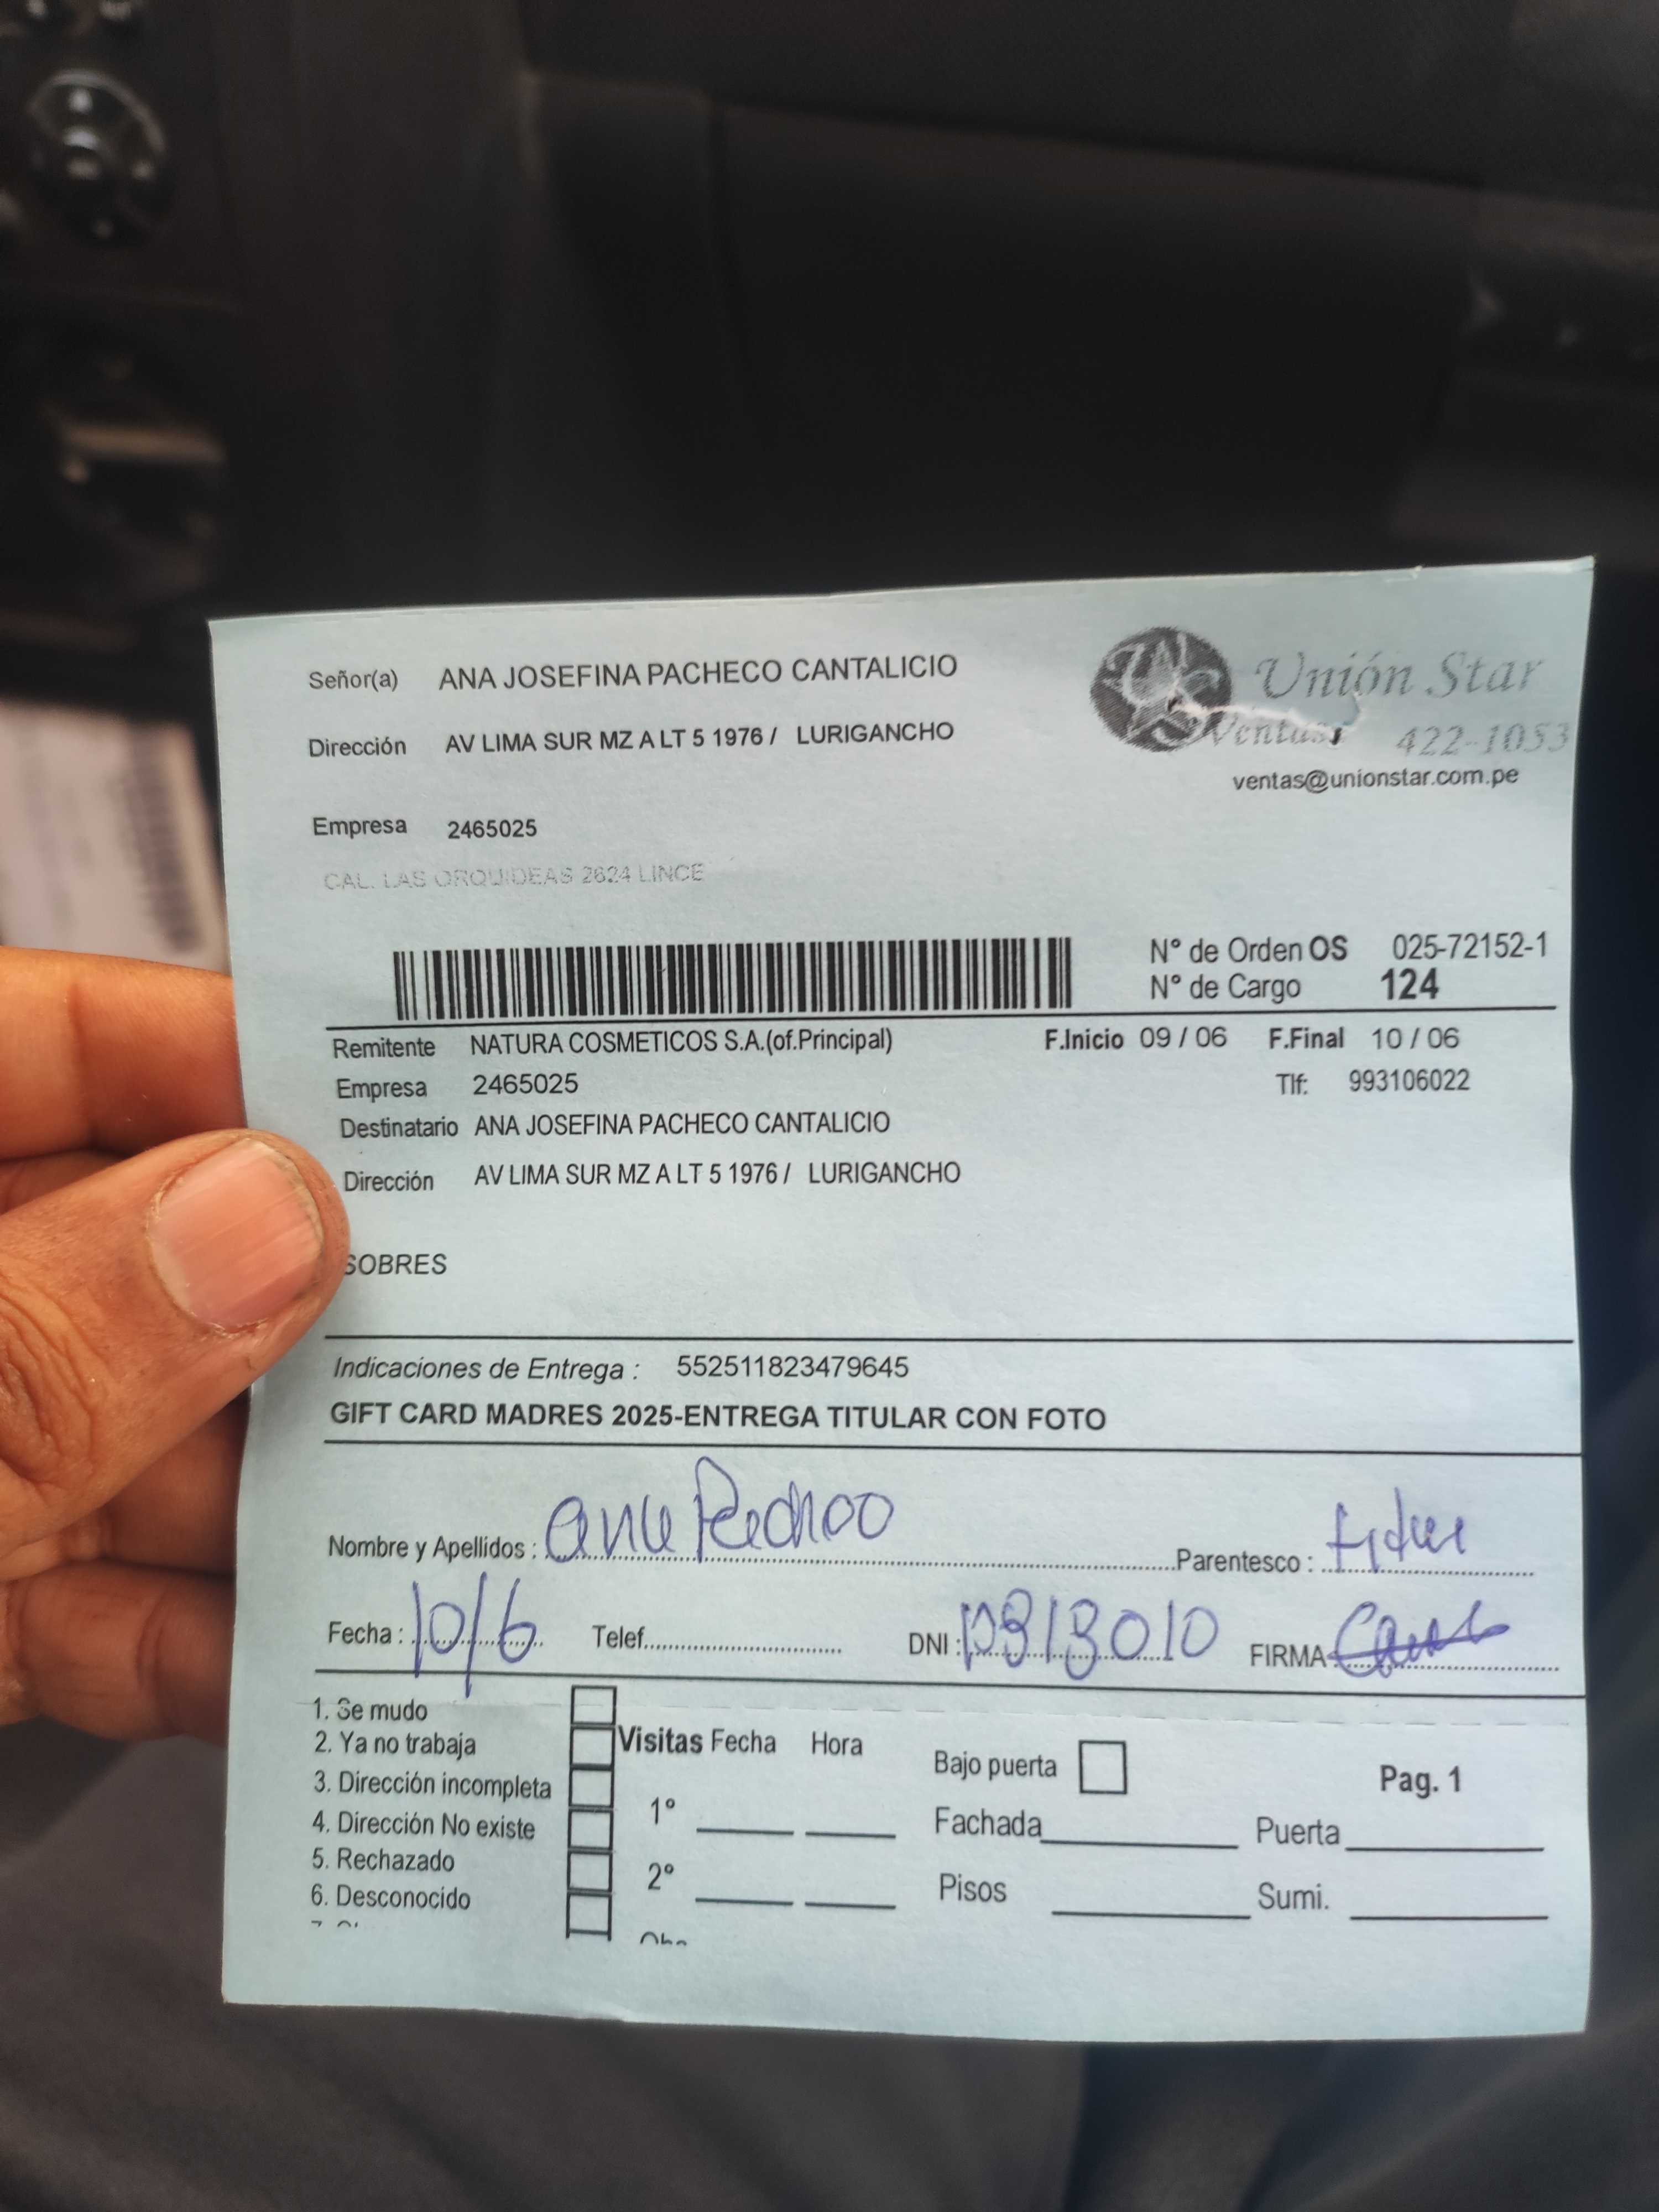 Señor(a) ANA JOSEFINA PACHECO CANTALICIO
Unión Star
Dirección AV LIMA SUR MZ A LT 5 1976 / LURIGANCHO
Ventas 422-1053
ventas@unionstar.com.pe
Empresa 2465025
CAL. LAS ORQUIDEAS 2624 LINCE
N° de Orden OS 025-72152-1
N° de Cargo 124
Remitente NATURA COSMETICOS S.A.(of.Principal) F.Inicio 09 / 06 F.Final 10 / 06
Empresa 2465025 Tlf: 993106022
Destinatario ANA JOSEFINA PACHECO CANTALICIO
Dirección AV LIMA SUR MZ A LT 5 1976 / LURIGANCHO
SOBRES
Indicaciones de Entrega : 552511823479645
GIFT CARD MADRES 2025-ENTREGA TITULAR CON FOTO
Nombre y Apellidos : Parentesco :
Fecha : 10/6 Telef. DNI : FIRMA
1. Se mudo
2. Ya no trabaja Visitas Fecha Hora
3. Dirección incompleta Bajo puerta Pag. 1
4. Dirección No existe 1° Fachada Puerta
5. Rechazado
6. Desconocido 2° Pisos Sumi.